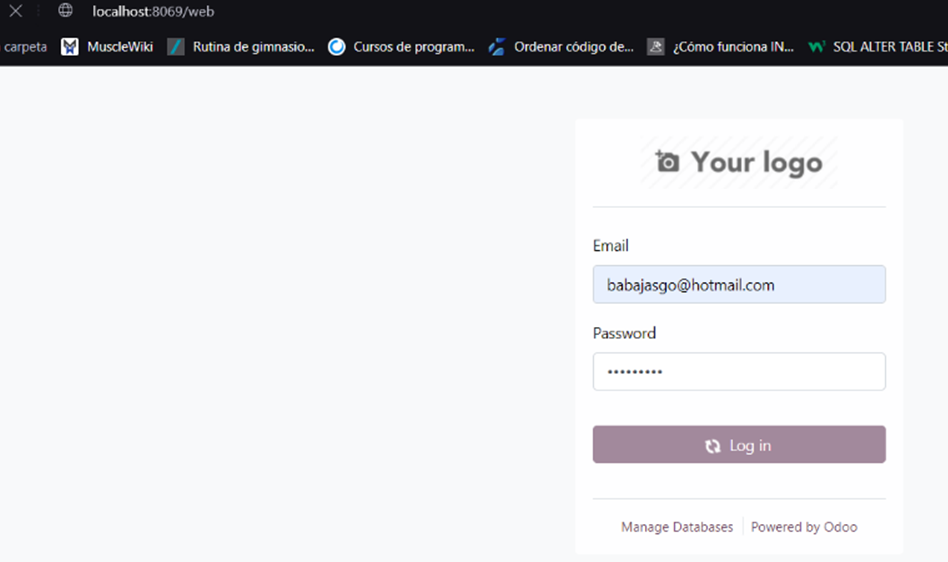 localhost:8069/web
carpeta MuscleWiki Rutina de gimnasio... Cursos de program... Ordenar código de... ¿Cómo funciona IN... SQL ALTER TABLE St
Your logo
Email
babajasgo@hotmail.com
Password
•••••••••
Log in
Manage Databases Powered by Odoo